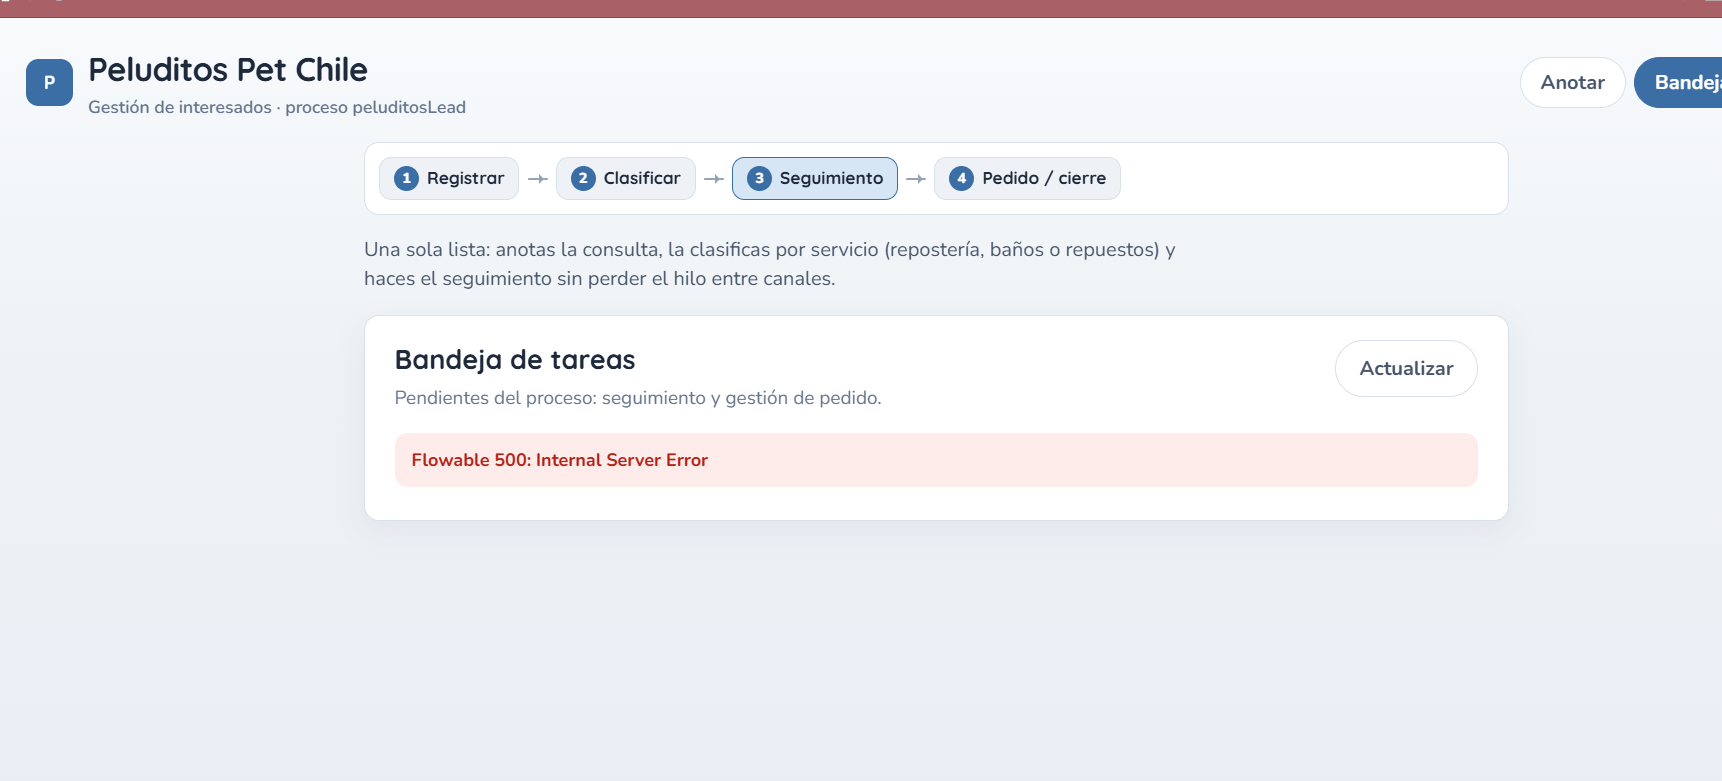 P
Peluditos Pet Chile
Gestión de interesados · proceso peluditosLead
Anotar
Bandeja
1 Registrar
2 Clasificar
3 Seguimiento
4 Pedido / cierre
Una sola lista: anotas la consulta, la clasificas por servicio (repostería, baños o repuestos) y
haces el seguimiento sin perder el hilo entre canales.
Bandeja de tareas
Actualizar
Pendientes del proceso: seguimiento y gestión de pedido.
Flowable 500: Internal Server Error